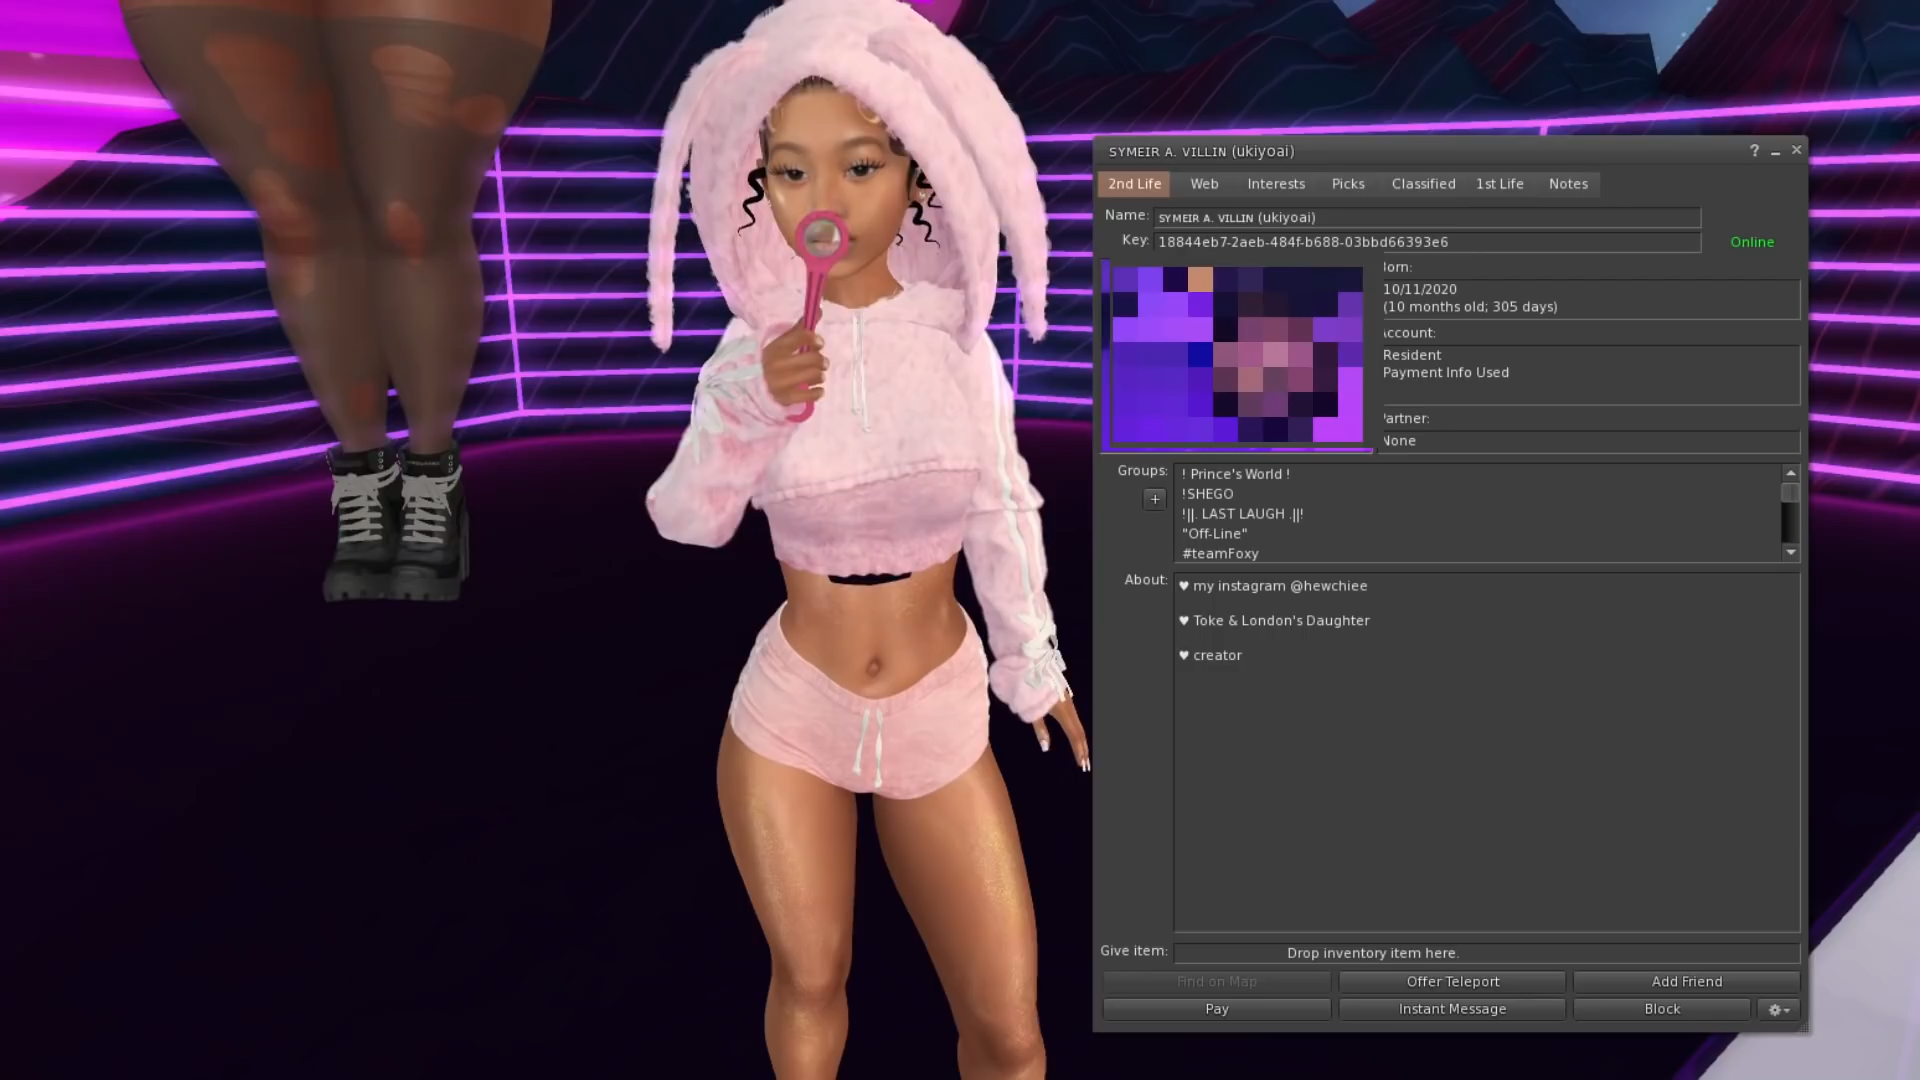 SYMEIR A. VILLIN (ukiyoai)
2nd Life Web Interests Picks Classified 1st Life Notes
Name: SYMEIR A. VILLIN (ukiyoai)
Key: 18844eb7-2aeb-484f-b688-03bbd66393e6 Online
orn:
10/11/2020
(10 months old; 305 days)
ccount:
Resident
Payment Info Used
artner:
None
Groups:
! Prince's World !
!SHEGO
!||. LAST LAUGH .||!
"Off-Line"
#teamFoxy
About:
♥ my instagram @hewchiee
♥ Toke & London's Daughter
♥ creator
Give item: Drop inventory item here.
Find on Map Offer Teleport Add Friend
Pay Instant Message Block